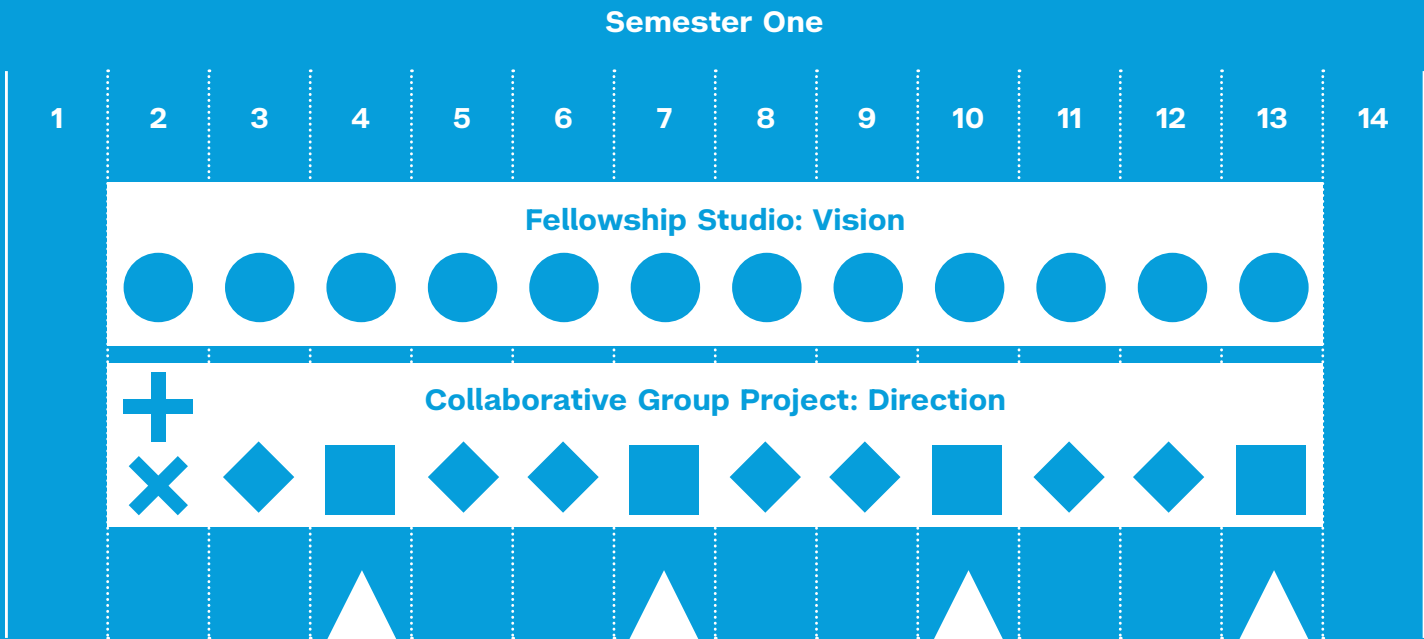 Semester One
1 2 3 4 5 6 7 8 9 10 11 12 13 14
Fellowship Studio: Vision
Collaborative Group Project: Direction